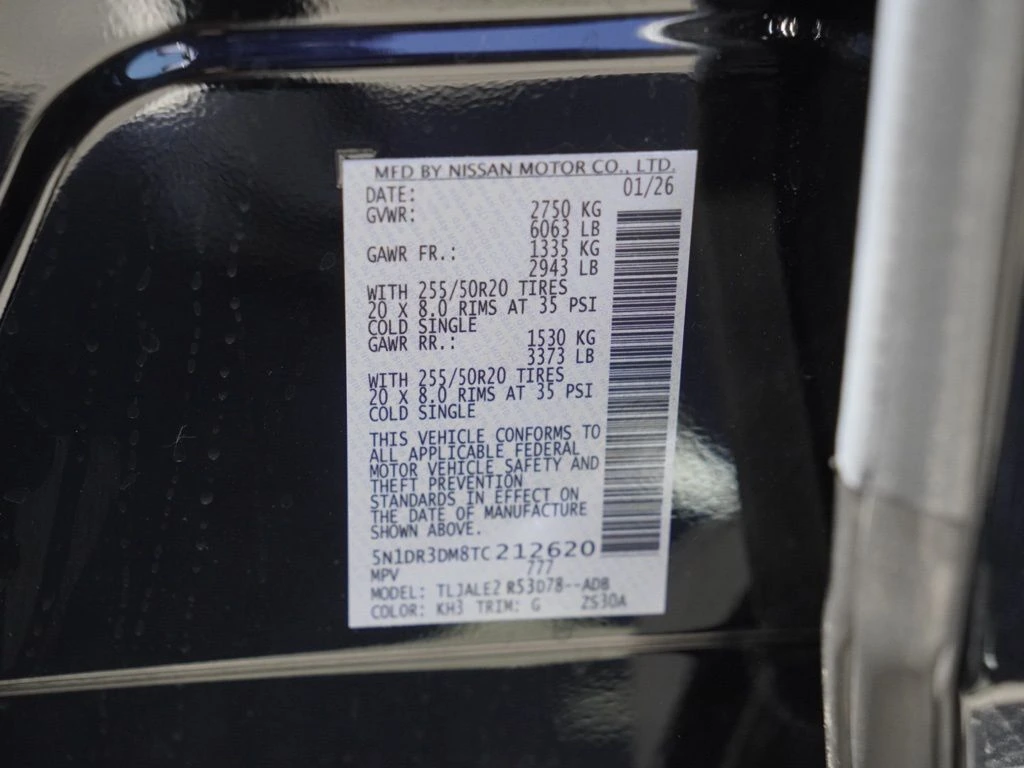 MFD BY NISSAN MOTOR CO., LTD.
DATE: 01/26
GVWR: 2750 KG
6063 LB
GAWR FR.: 1335 KG
2943 LB
WITH 255/50R20 TIRES
20 X 8.0 RIMS AT 35 PSI
COLD SINGLE
GAWR RR.: 1530 KG
3373 LB
WITH 255/50R20 TIRES
20 X 8.0 RIMS AT 35 PSI
COLD SINGLE
THIS VEHICLE CONFORMS TO
ALL APPLICABLE FEDERAL
MOTOR VEHICLE SAFETY AND
THEFT PREVENTION
STANDARDS IN EFFECT ON
THE DATE OF MANUFACTURE
SHOWN ABOVE.
5N1DR3DM8TC212620
MPV 777
MODEL: TLJALE2 R53D78--ADB
COLOR: KH3 TRIM: G ZS30A